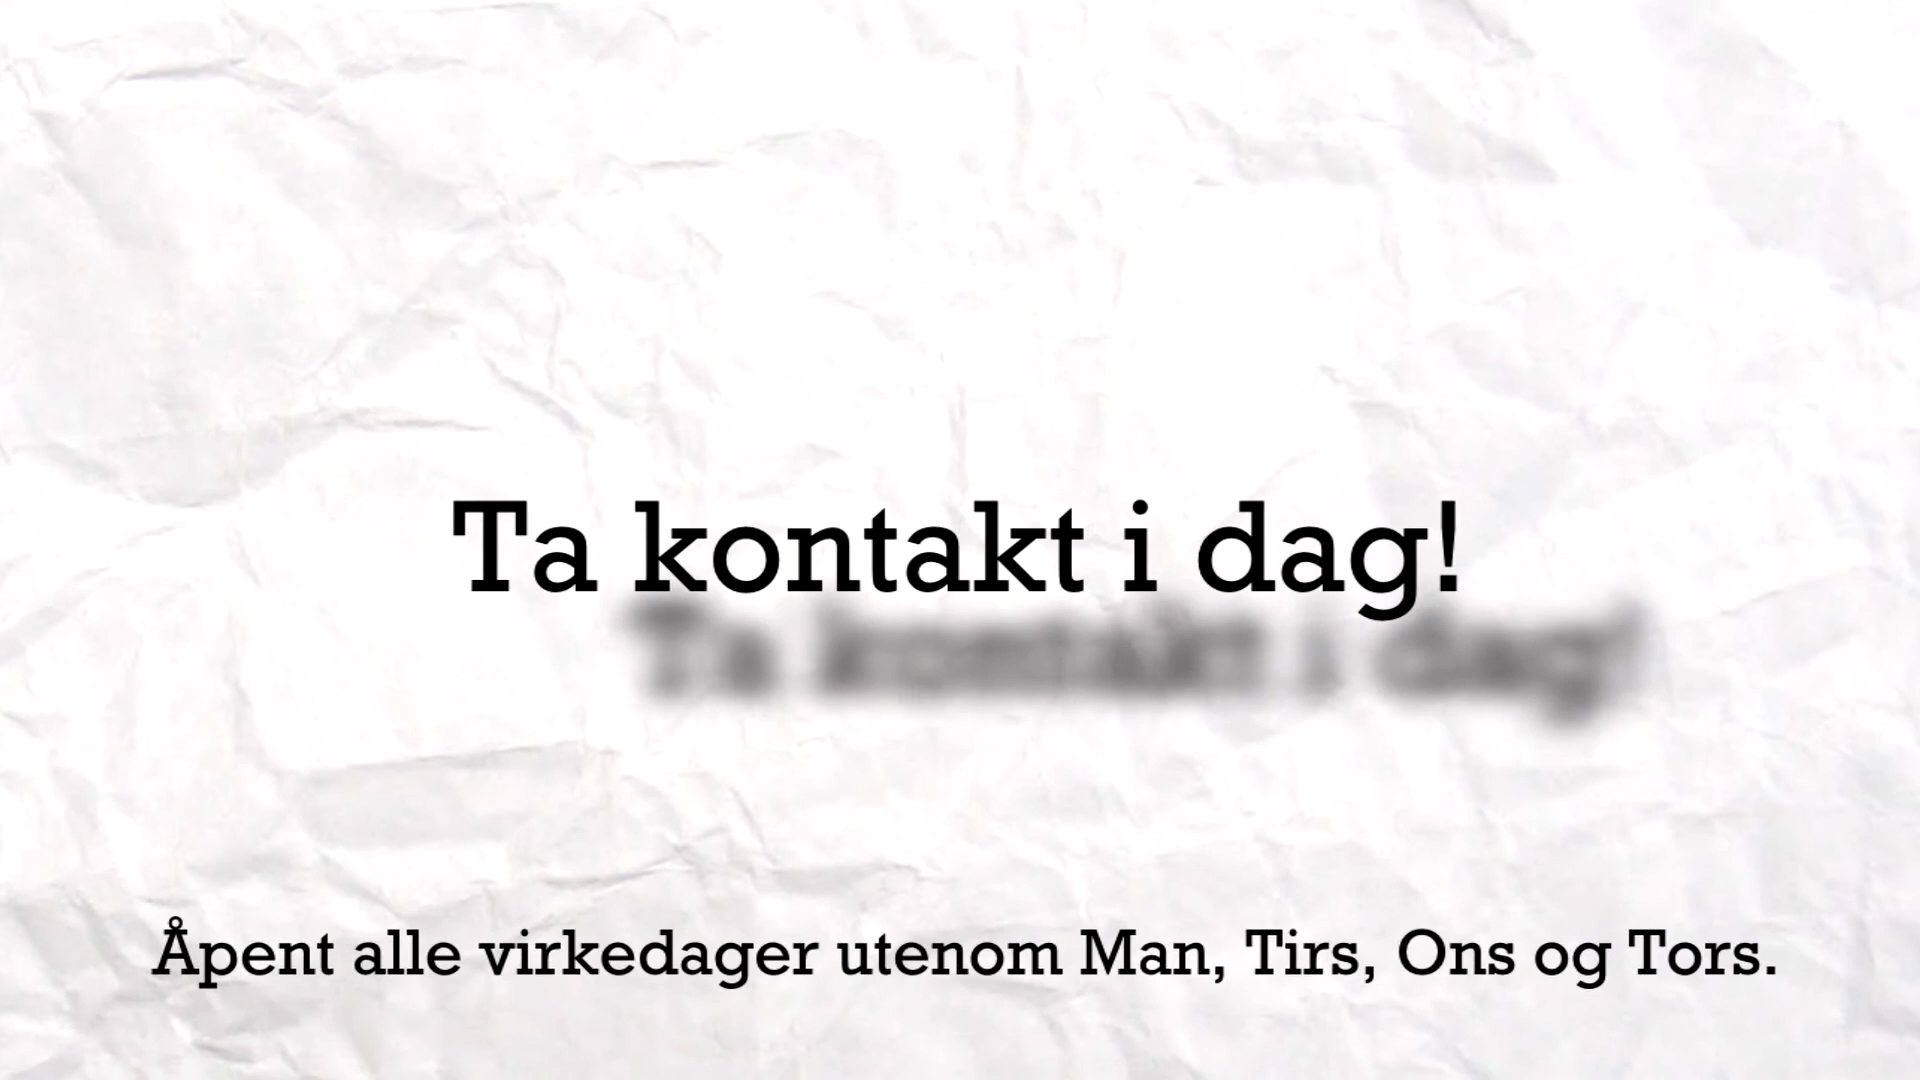 Ta kontakt i dag!
Åpent alle virkedager utenom Man, Tirs, Ons og Tors.